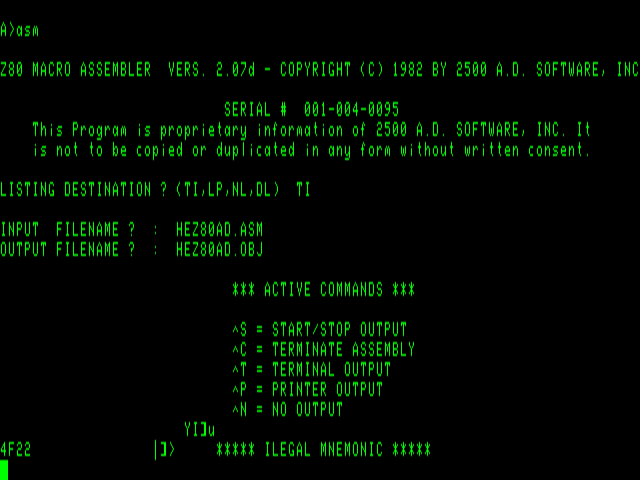 A>asm
Z80 MACRO ASSEMBLER  VERS. 2.07d - COPYRIGHT (C) 1982 BY 2500 A.D. SOFTWARE, INC
SERIAL #  001-004-0095
This Program is proprietary information of 2500 A.D. SOFTWARE, INC. It
is not to be copied or duplicated in any form without written consent.
LISTING DESTINATION ? (TI,LP,NL,DL)  TI
INPUT  FILENAME ?  :  HEZ80AD.ASM
OUTPUT FILENAME ?  :  HEZ80AD.OBJ
*** ACTIVE COMMANDS ***
^S = START/STOP OUTPUT
^C = TERMINATE ASSEMBLY
^T = TERMINAL OUTPUT
^P = PRINTER OUTPUT
^N = NO OUTPUT
YI]u
4F22               |]>     ***** ILEGAL MNEMONIC *****